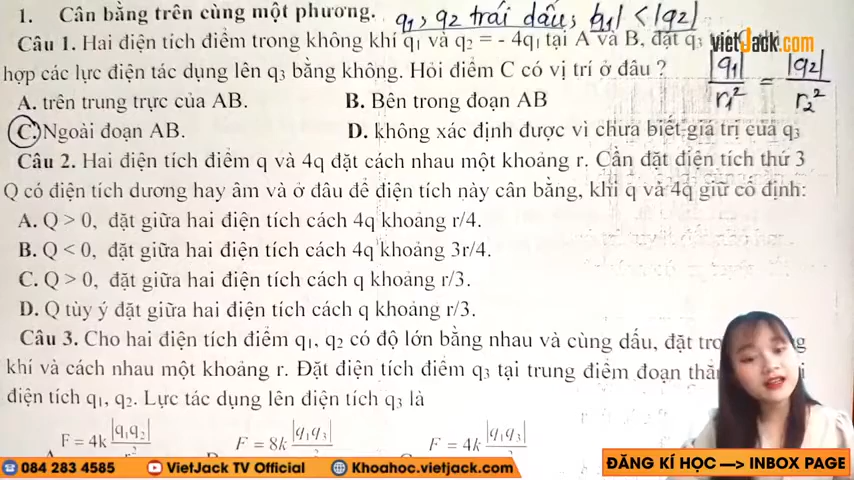 1. Cân bằng trên cùng một phương. q₁, q₂ trái dấu, |q₁| < |q₂|
Câu 1. Hai điện tích điểm trong không khí q₁ và q₂ = - 4q₁ tại A và B, đặt q₃
VietJack.com
hợp các lực điện tác dụng lên q₃ bằng không. Hỏi điểm C có vị trí ở đâu ? |q₁|/r₁² = |q₂|/r₂²
A. trên trung trực của AB. B. Bên trong đoạn AB
C. Ngoài đoạn AB. D. không xác định được vì chưa biết giá trị của q₃
Câu 2. Hai điện tích điểm q và 4q đặt cách nhau một khoảng r. Cần đặt điện tích thứ 3
Q có điện tích dương hay âm và ở đâu để điện tích này cân bằng, khi q và 4q giữ cố định:
A. Q > 0, đặt giữa hai điện tích cách 4q khoảng r/4.
B. Q < 0, đặt giữa hai điện tích cách 4q khoảng 3r/4.
C. Q > 0, đặt giữa hai điện tích cách q khoảng r/3.
D. Q tùy ý đặt giữa hai điện tích cách q khoảng r/3.
Câu 3. Cho hai điện tích điểm q₁, q₂ có độ lớn bằng nhau và cùng dấu, đặt
khí và cách nhau một khoảng r. Đặt điện tích điểm q₃ tại trung điểm đoạn
điện tích q₁, q₂. Lực tác dụng lên điện tích q₃ là
F = 4k |q₁q₂| F = 8k |q₁q₃| F = 4k |q₁q₃|
084 283 4585 VietJack TV Official Khoahoc.vietjack.com
ĐĂNG KÍ HỌC —> INBOX PAGE